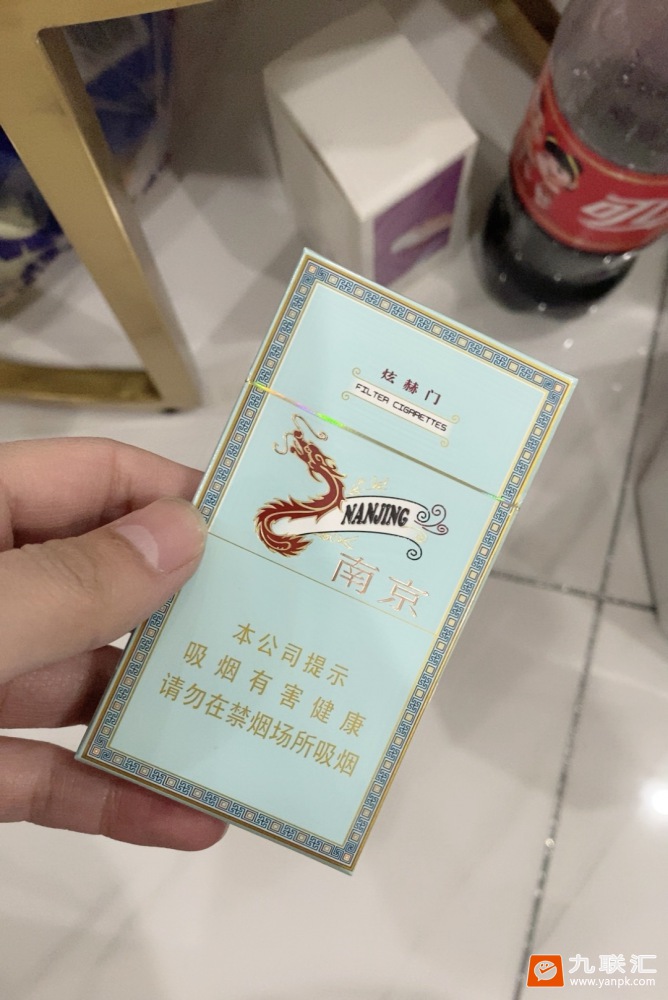 炫赫门
FILTER CIGARETTES
NANJING
南京
本公司提示
吸烟有害健康
请勿在禁烟场所吸烟
可
九联汇
www.yanpk.com